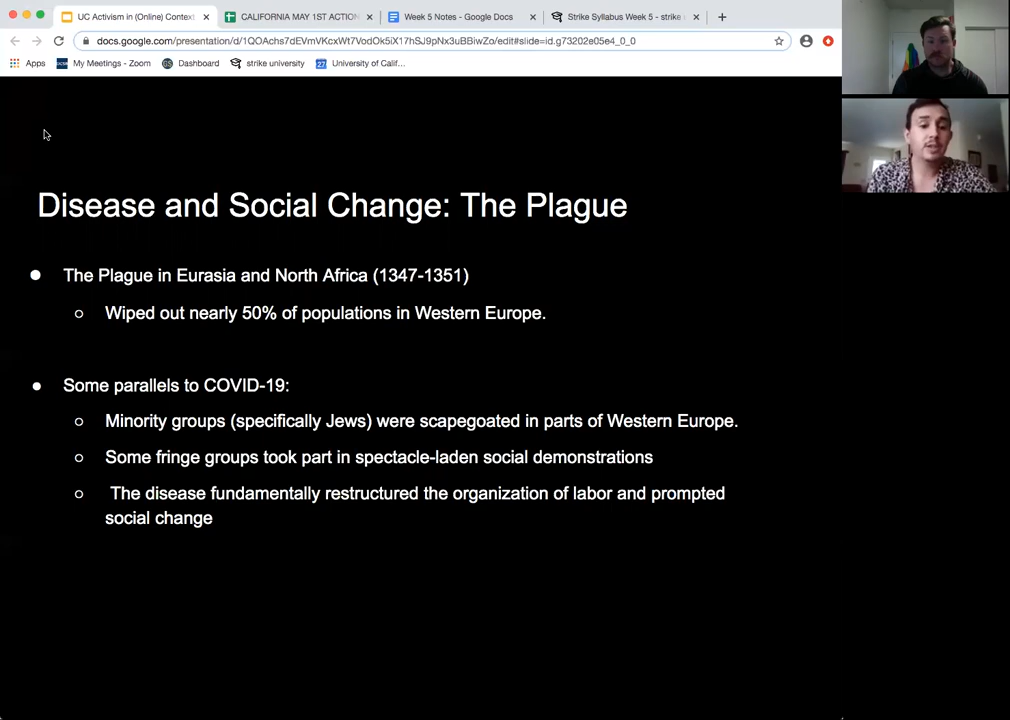 UC Activism in (Online) Context
CALIFORNIA MAY 1ST ACTION
Week 5 Notes - Google Docs
Strike Syllabus Week 5 - strike
docs.google.com/presentation/d/1QOAchs7dEVmVKcxWt7VodOk5iX17hSJ9pNx3uBBiwZo/edit#slide=id.g73202e05e4_0_0
Apps
My Meetings - Zoom
Dashboard
strike university
27
University of Calif...
Disease and Social Change: The Plague
● The Plague in Eurasia and North Africa (1347-1351)
○ Wiped out nearly 50% of populations in Western Europe.
● Some parallels to COVID-19:
○ Minority groups (specifically Jews) were scapegoated in parts of Western Europe.
○ Some fringe groups took part in spectacle-laden social demonstrations
○ The disease fundamentally restructured the organization of labor and prompted
social change